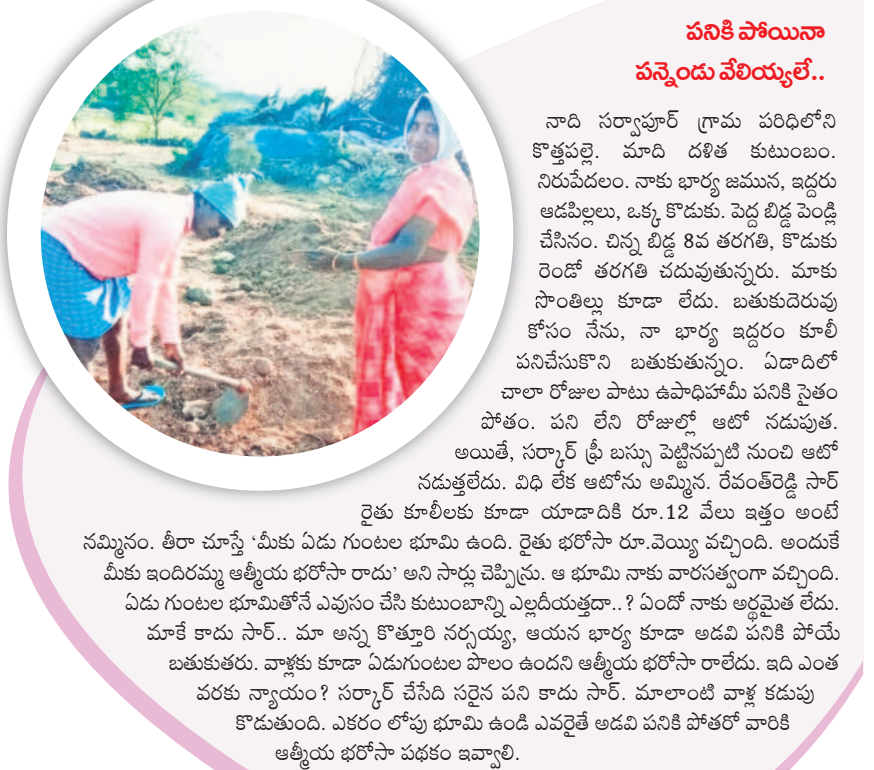 పనికి పోయినా
పన్నెండు వేలియ్యలే..
నాది సర్వాపూర్ గ్రామ పరిధిలోని
కొత్తపల్లె. మాది దళిత కుటుంబం.
నిరుపేదలం. నాకు భార్య జమున, ఇద్దరు
ఆడపిల్లలు, ఒక్క కొడుకు. పెద్ద బిడ్డ పెండ్లి
చేసినం. చిన్న బిడ్డ 8వ తరగతి, కొడుకు
రెండో తరగతి చదువుతున్నరు. మాకు
సొంతిల్లు కూడా లేదు. బతుకుదెరువు
కోసం నేను, నా భార్య ఇద్దరం కూలీ
పనిచేసుకొని బతుకుతున్నం. ఏడాదిలో
చాలా రోజుల పాటు ఉపాధిహామీ పనికి సైతం
పోతం. పని లేని రోజుల్లో ఆటో నడుపుత.
అయితే, సర్కార్ ఫ్రీ బస్సు పెట్టినప్పటి నుంచి ఆటో
నడుత్తలేదు. విధి లేక ఆటోను అమ్మిన. రేవంత్‌రెడ్డి సార్
రైతు కూలీలకు కూడా యాడాదికి రూ.12 వేలు ఇత్తం అంటే
నమ్మినం. తీరా చూస్తే ‘మీకు ఏడు గుంటల భూమి ఉంది. రైతు భరోసా రూ.వెయ్యి వచ్చింది. అందుకే
మీకు ఇందిరమ్మ ఆత్మీయ భరోసా రాదు’ అని సార్లు చెప్పిన్రు. ఆ భూమి నాకు వారసత్వంగా వచ్చింది.
ఏడు గుంటల భూమితోనే ఎవుసం చేసి కుటుంబాన్ని ఎల్లదీయత్తదా..? ఏందో నాకు అర్థమైత లేదు.
మాకే కాదు సార్.. మా అన్న కొత్తూరి నర్సయ్య, ఆయన భార్య కూడా అడవి పనికి పోయే
బతుకుతరు. వాళ్లకు కూడా ఏడుగుంటల పొలం ఉందని ఆత్మీయ భరోసా రాలేదు. ఇది ఎంత
వరకు న్యాయం? సర్కార్ చేసేది సరైన పని కాదు సార్. మాలాంటి వాళ్ల కడుపు
కొడుతుంది. ఎకరం లోపు భూమి ఉండి ఎవరైతే అడవి పనికి పోతరో వారికి
ఆత్మీయ భరోసా పథకం ఇవ్వాలి.